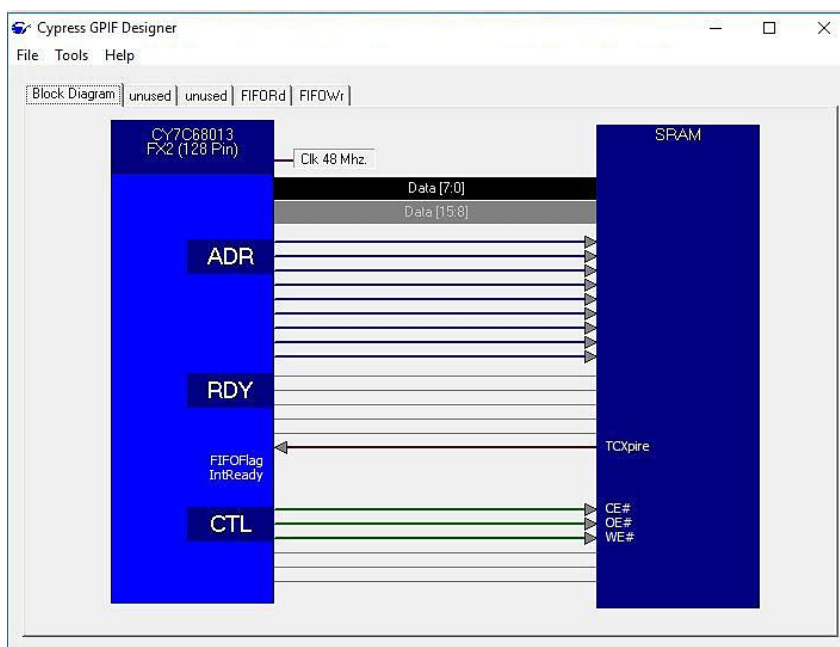 Cypress GPIF Designer
File Tools Help
Block Diagram unused unused FIFORd FIFOWr
CY7C68013
FX2 (128 Pin)
SRAM
Clk 48 Mhz.
Data [7:0]
Data [15:8]
ADR
RDY
TCXpire
FIFOFlag
IntReady
CTL
CE#
OE#
WE#